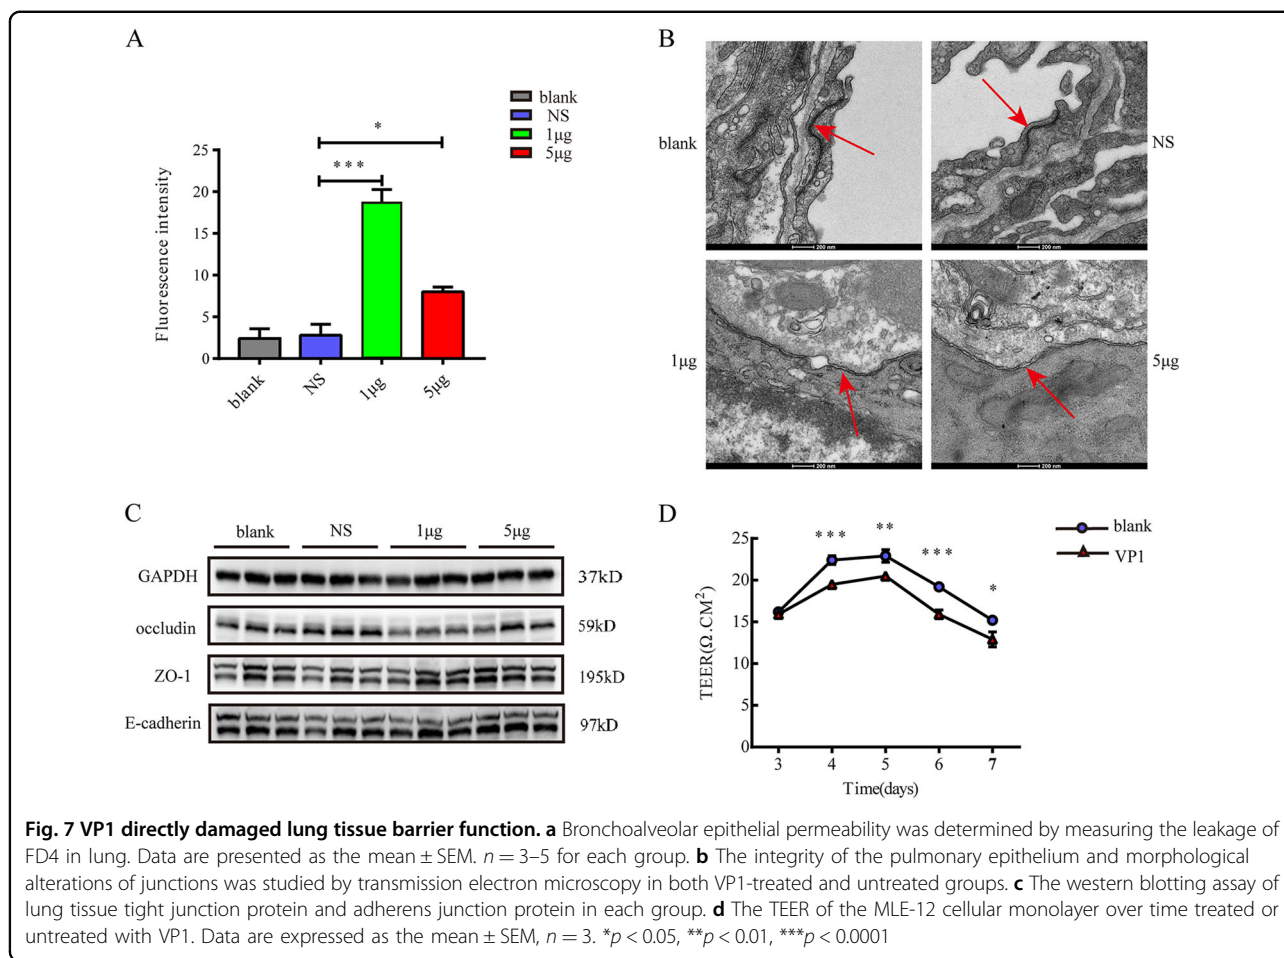 A
blank
NS
1μg
5μg
*
***
25
20
15
10
5
0
Fluorescence intensity
blank
NS
1μg
5μg
B
blank
NS
200 nm
200 nm
1μg
5μg
200 nm
200 nm
C
blank NS 1μg 5μg
GAPDH 37kD
occludin 59kD
ZO-1 195kD
E-cadherin 97kD
D
blank
VP1
*** ** *** *
25
20
15
10
5
0
TEER(Ω.CM²)
3 4 5 6 7
Time(days)
Fig. 7 VP1 directly damaged lung tissue barrier function. a Bronchoalveolar epithelial permeability was determined by measuring the leakage of
FD4 in lung. Data are presented as the mean ± SEM. n = 3–5 for each group. b The integrity of the pulmonary epithelium and morphological
alterations of junctions was studied by transmission electron microscopy in both VP1-treated and untreated groups. c The western blotting assay of
lung tissue tight junction protein and adherens junction protein in each group. d The TEER of the MLE-12 cellular monolayer over time treated or
untreated with VP1. Data are expressed as the mean ± SEM, n = 3. *p < 0.05, **p < 0.01, ***p < 0.0001